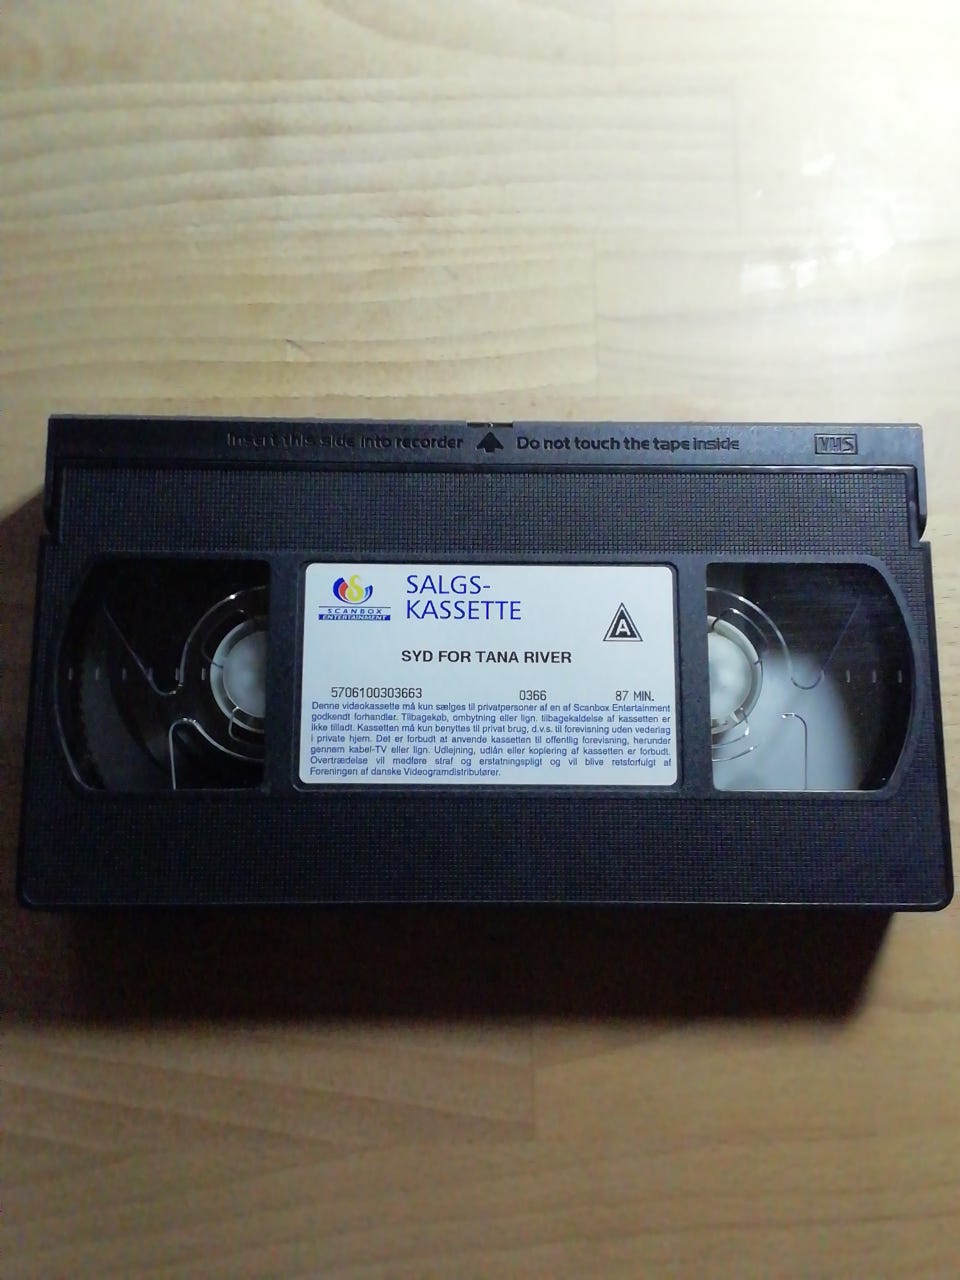 Insert this side into recorder Do not touch the tape inside VHS
S
SCANBOX
ENTERTAINMENT
SALGS-
KASSETTE
A
SYD FOR TANA RIVER
5706100303663 0366 87 MIN.
Denne videokassette må kun sælges til privatpersoner af en af Scanbox Entertainment
godkendt forhandler. Tilbagekøb, ombytning eller lign. tilbagekaldelse af kassetten er
ikke tilladt. Kassetten må kun benyttes til privat brug, d.v.s. til forevisning uden vederlag
i private hjem. Det er forbudt at anvende kassetten til offentlig forevisning, herunder
gennem kabel-TV eller lign. Udlejning, udlån eller kopiering af kassetten er forbudt.
Overtrædelse vil medføre straf og erstatningspligt og vil blive retsforfulgt af
Foreningen af danske Videogramdistributører.